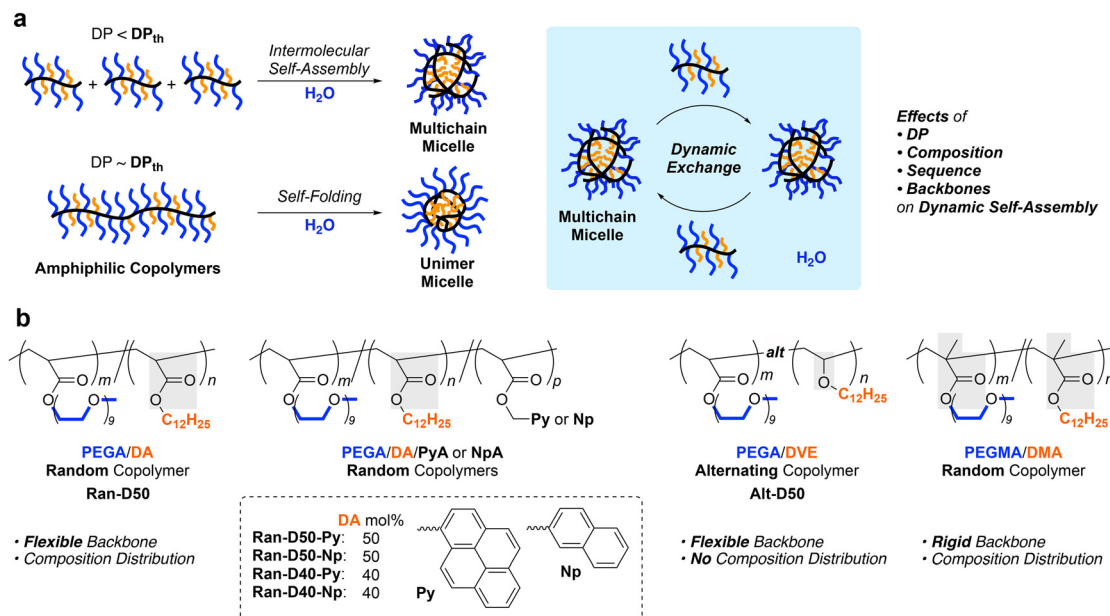 a
DP < DPth
+ +
Intermolecular
Self-Assembly
H2O
Multichain
Micelle
DP ~ DPth
Amphiphilic Copolymers
Self-Folding
H2O
Unimer
Micelle
Multichain
Micelle
Dynamic
Exchange
H2O
Effects of
• DP
• Composition
• Sequence
• Backbones
on Dynamic Self-Assembly
b
m n
O O
O O
O
9
C12H25
PEGA/DA
Random Copolymer
Ran-D50
• Flexible Backbone
• Composition Distribution
m n p
O O O
O O O
O
9
C12H25
Py or Np
PEGA/DA/PyA or NpA
Random Copolymers
DA mol%
Ran-D50-Py: 50
Ran-D50-Np: 50
Ran-D40-Py: 40
Ran-D40-Np: 40
Py
Np
alt
m n
O
O O
O
9
C12H25
PEGA/DVE
Alternating Copolymer
Alt-D50
• Flexible Backbone
• No Composition Distribution
m n
O O
O O
O
9
C12H25
PEGMA/DMA
Random Copolymer
• Rigid Backbone
• Composition Distribution